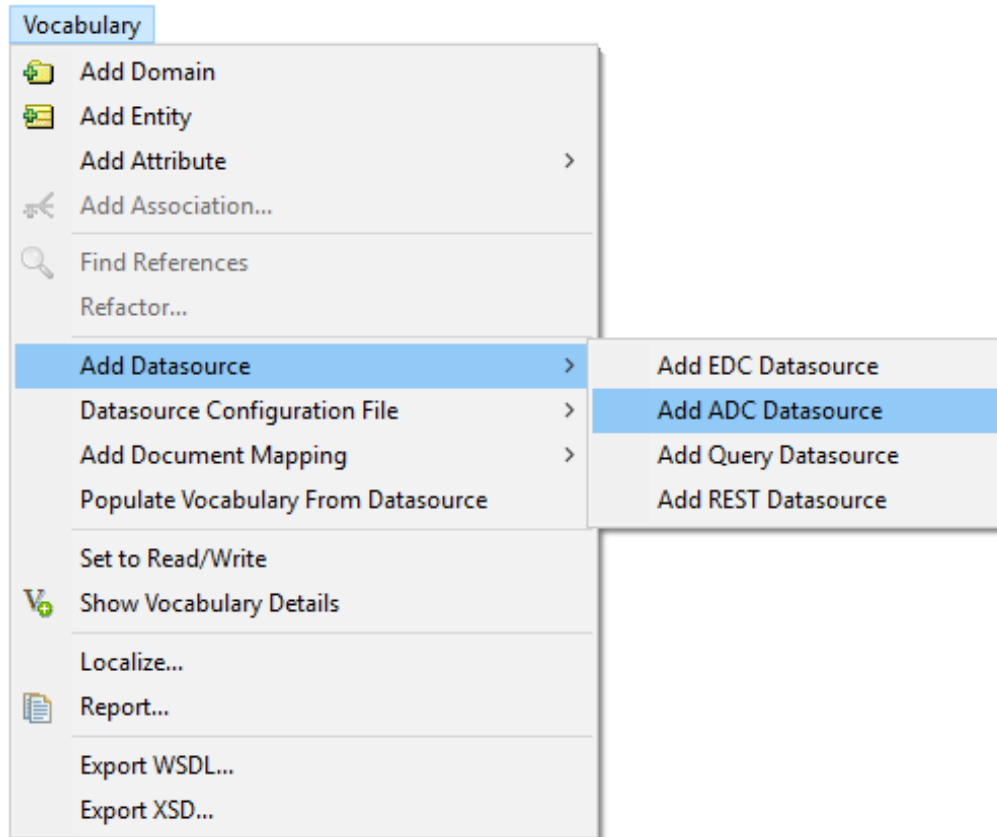 Vocabulary
Add Domain
Add Entity
Add Attribute
Add Association...
Find References
Refactor...
Add Datasource
Datasource Configuration File
Add Document Mapping
Populate Vocabulary From Datasource
Set to Read/Write
Show Vocabulary Details
Localize...
Report...
Export WSDL...
Export XSD...
Add EDC Datasource
Add ADC Datasource
Add Query Datasource
Add REST Datasource